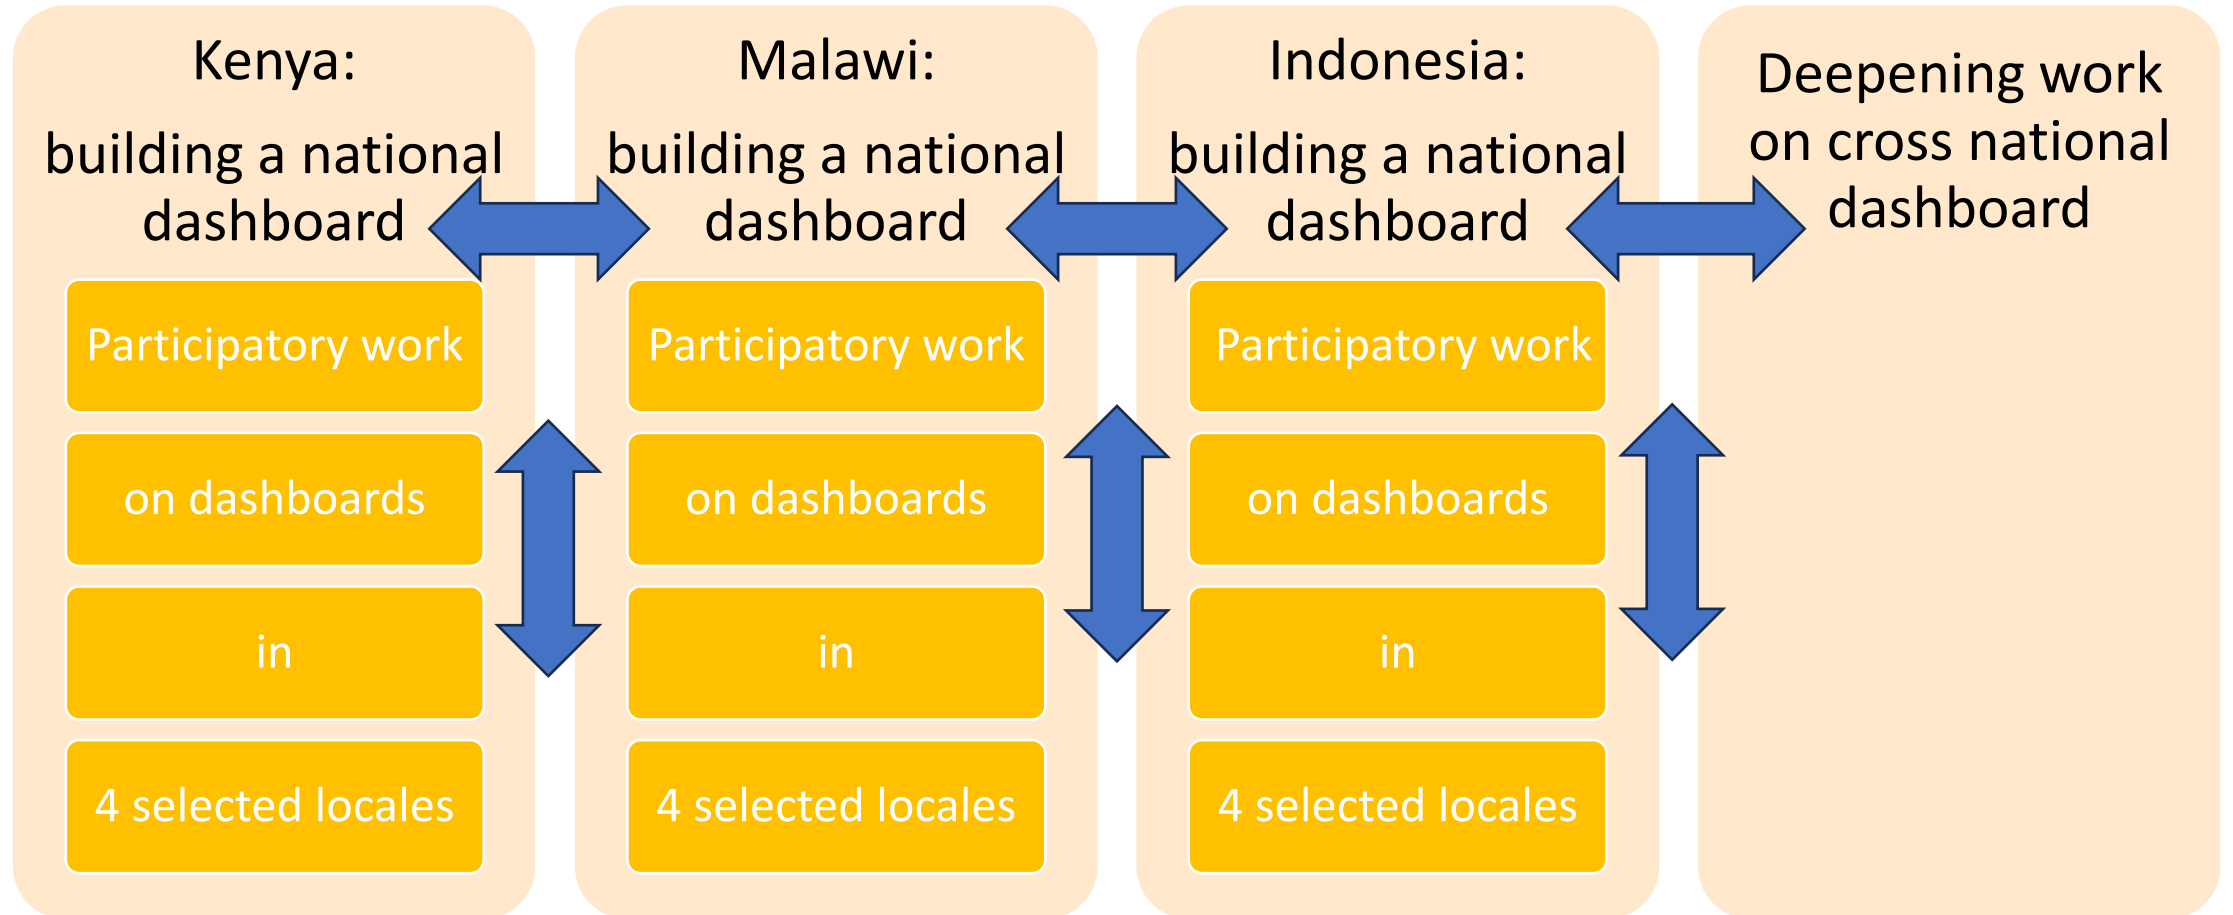 Kenya:
building a national
dashboard
Participatory work
on dashboards
in
4 selected locales
Malawi:
building a national
dashboard
Participatory work
on dashboards
in
4 selected locales
Indonesia:
building a national
dashboard
Participatory work
on dashboards
in
4 selected locales
Deepening work
on cross national
dashboard